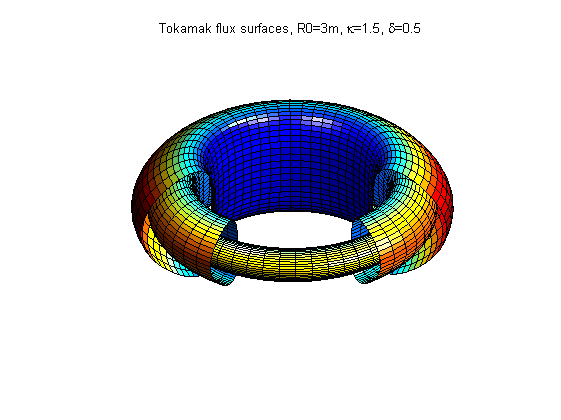 Tokamak flux surfaces, R0=3m, κ=1.5, δ=0.5